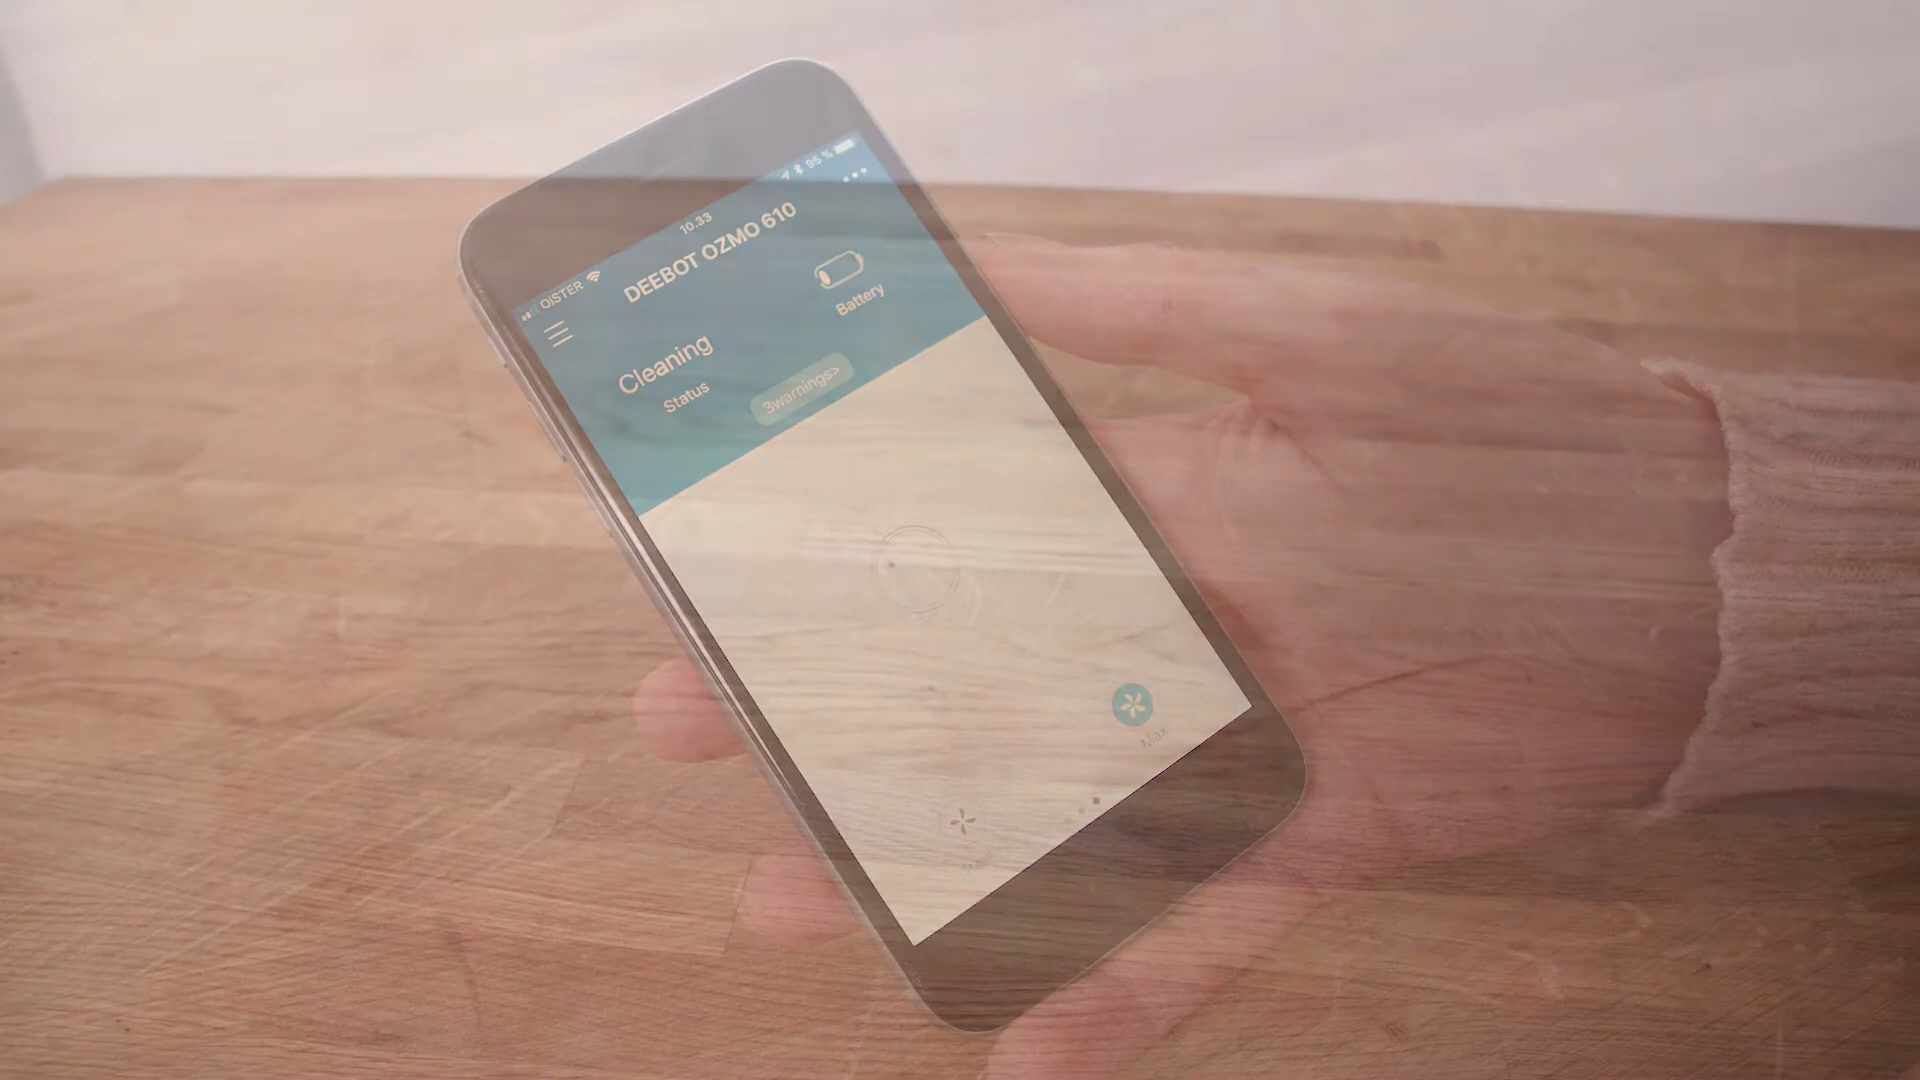 OiSTER
10.33
95 %
DEEBOT OZMO 610
Cleaning
Status
Battery
3warnings>
Max